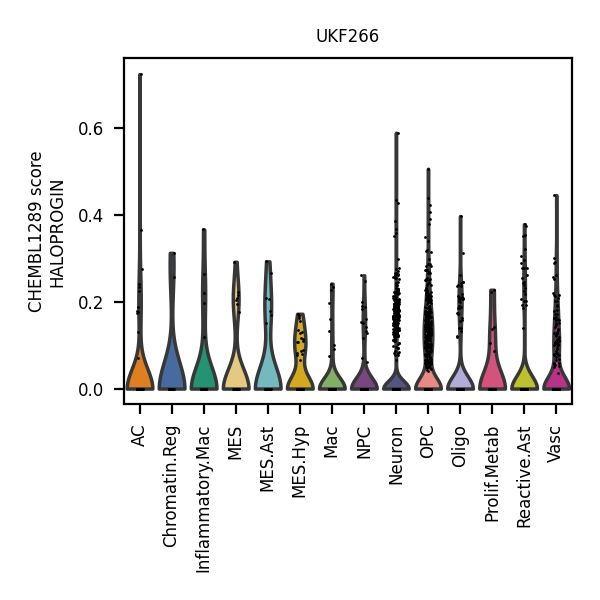 UKF266
CHEMBL1289 score
HALOPROGIN
0.6
0.4
0.2
0.0
AC
Chromatin.Reg
Inflammatory.Mac
MES
MES.Ast
MES.Hyp
Mac
NPC
Neuron
OPC
Oligo
Prolif.Metab
Reactive.Ast
Vasc